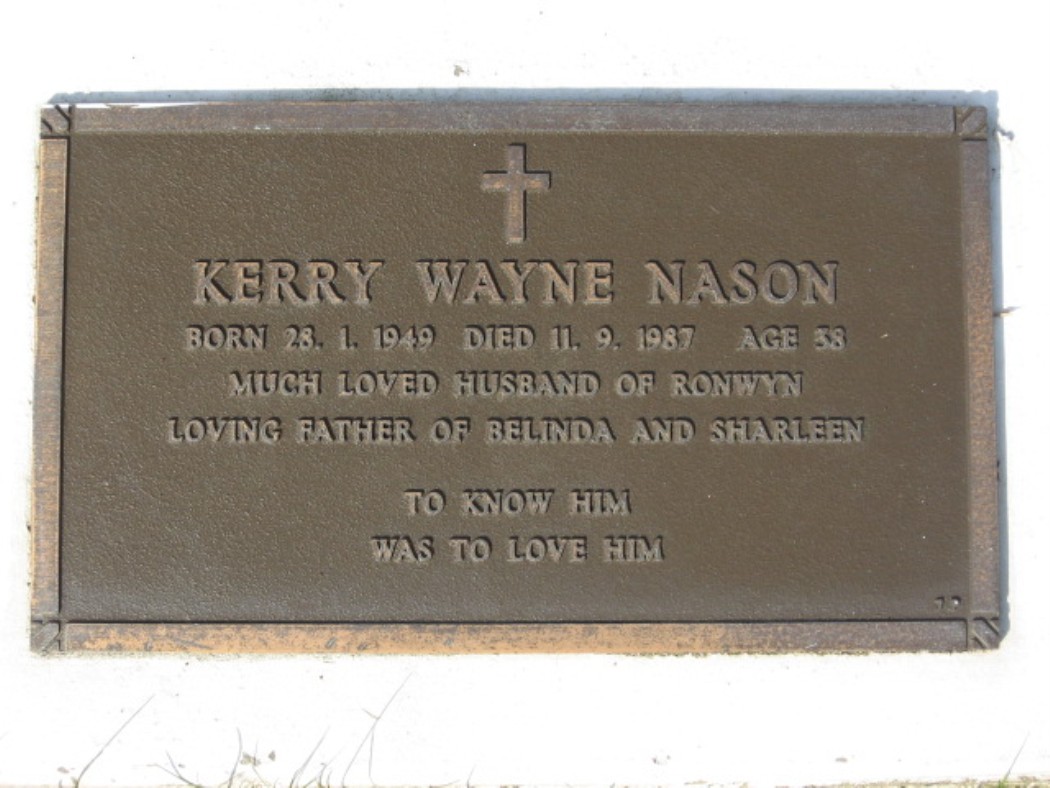 KERRY WAYNE NASON
BORN 28. 1. 1949 DIED 11. 9. 1987 AGE 38
MUCH LOVED HUSBAND OF RONWYN
LOVING FATHER OF BELINDA AND SHARLEEN
TO KNOW HIM
WAS TO LOVE HIM